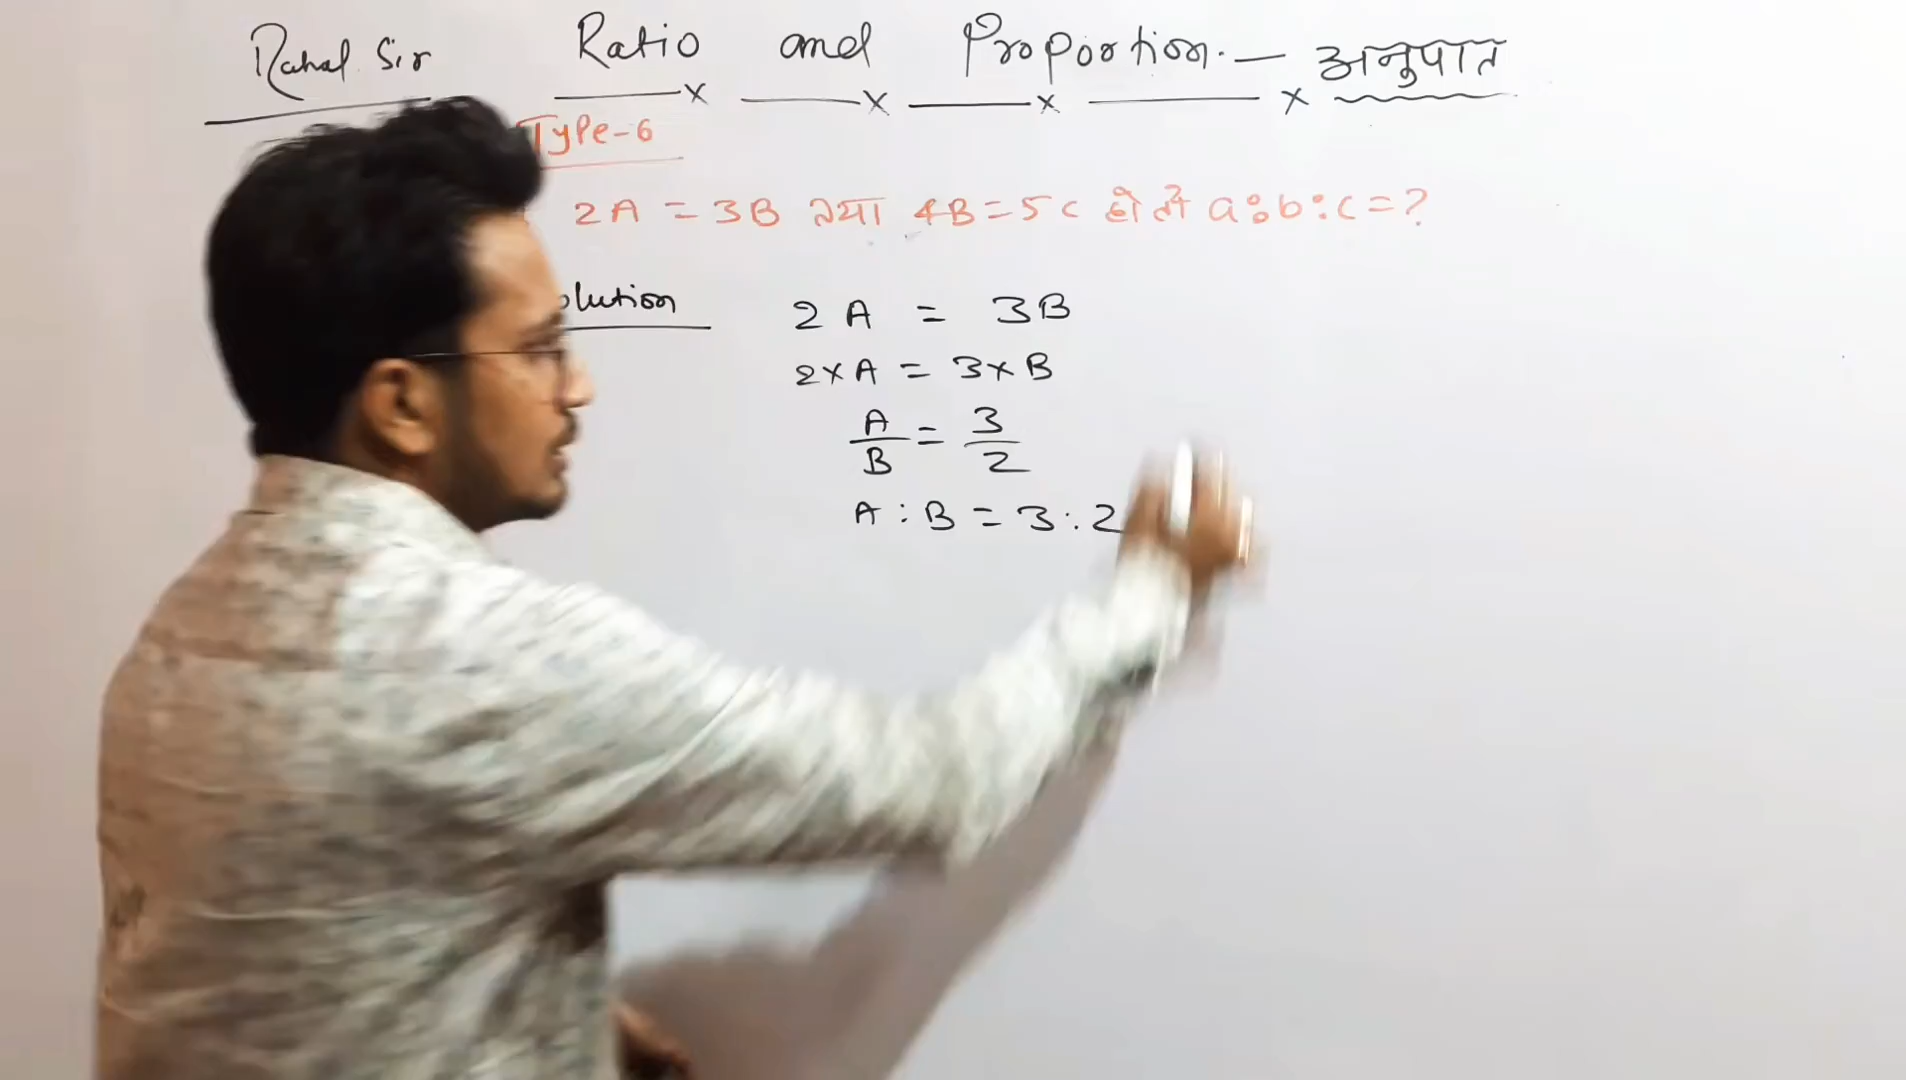 Rahul Sir Ratio and Proportion. — अनुपात
Type-6
2A = 3B तथा 4B = 5C हो तो a:b:c = ?
olution
2A = 3B
2×A = 3×B
A/B = 3/2
A : B = 3 : 2